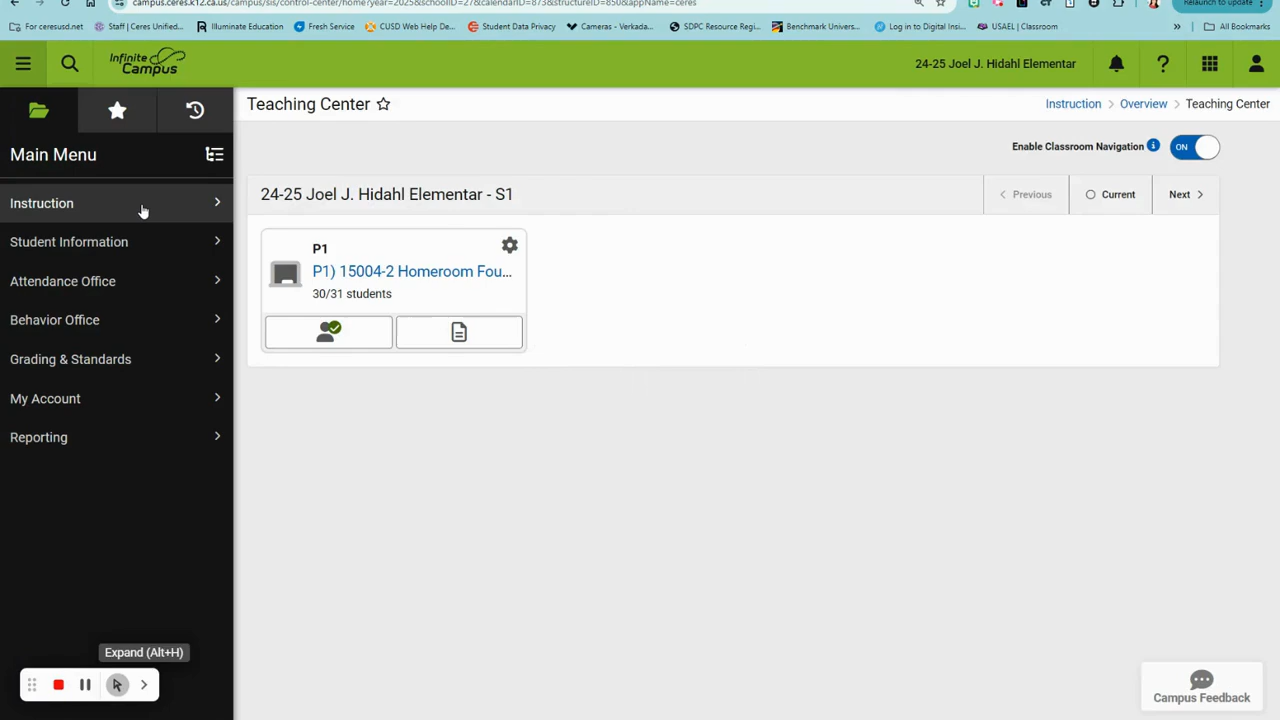 campus.ceres.k12.ca.us/campus/sis/control-center/home?year=2025&schoolID=27&calendarID=873&structureID=850&appName=ceres
Relaunch to update
For ceresusd.net
Staff | Ceres Unified...
Illuminate Education
Fresh Service
CUSD Web Help De...
Student Data Privacy
Cameras - Verkada...
SDPC Resource Regi...
Benchmark Univers...
Log in to Digital Insi...
USAEL | Classroom
»
All Bookmarks
Infinite
Campus
24-25 Joel J. Hidahl Elementar
Teaching Center
Instruction > Overview > Teaching Center
Main Menu
Enable Classroom Navigation
ON
Instruction
Student Information
Attendance Office
Behavior Office
Grading & Standards
My Account
Reporting
24-25 Joel J. Hidahl Elementar - S1
Previous
Current
Next
P1
P1) 15004-2 Homeroom Fou...
30/31 students
Expand (Alt+H)
Campus Feedback